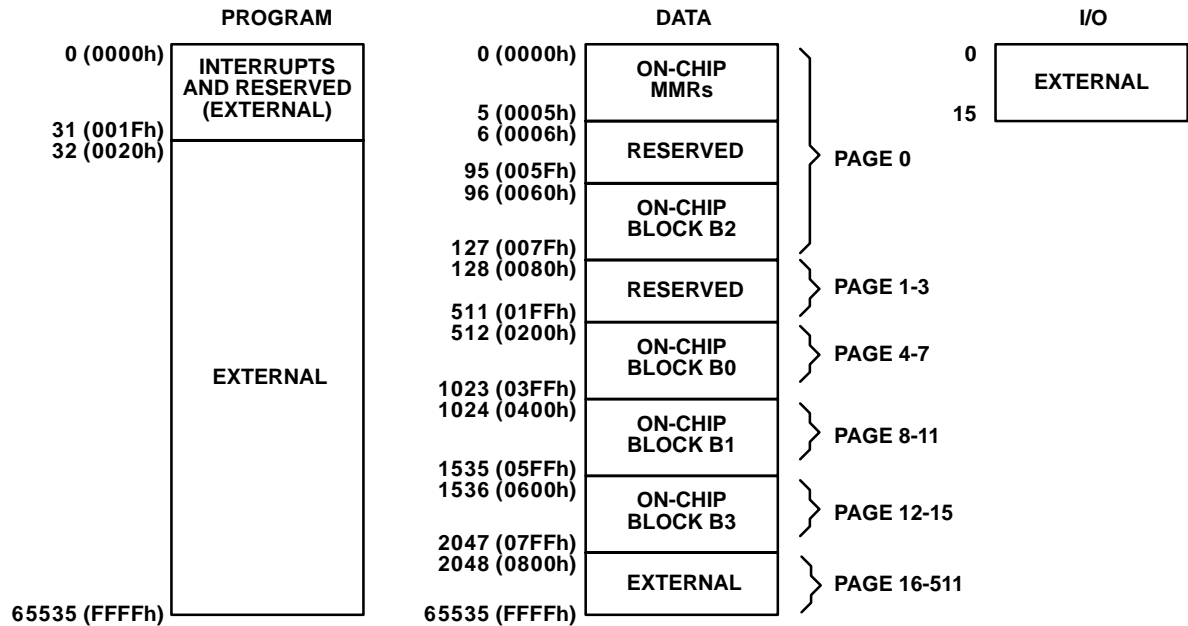 PROGRAM
0 (0000h)
INTERRUPTS
AND RESERVED
(EXTERNAL)
31 (001Fh)
32 (0020h)
EXTERNAL
65535 (FFFFh)
DATA
0 (0000h)
ON-CHIP
MMRs
5 (0005h)
6 (0006h)
RESERVED
95 (005Fh)
96 (0060h)
ON-CHIP
BLOCK B2
127 (007Fh)
PAGE 0
128 (0080h)
RESERVED
511 (01FFh)
PAGE 1-3
512 (0200h)
ON-CHIP
BLOCK B0
1023 (03FFh)
PAGE 4-7
1024 (0400h)
ON-CHIP
BLOCK B1
1535 (05FFh)
PAGE 8-11
1536 (0600h)
ON-CHIP
BLOCK B3
2047 (07FFh)
PAGE 12-15
2048 (0800h)
EXTERNAL
65535 (FFFFh)
PAGE 16-511
I/O
0
EXTERNAL
15